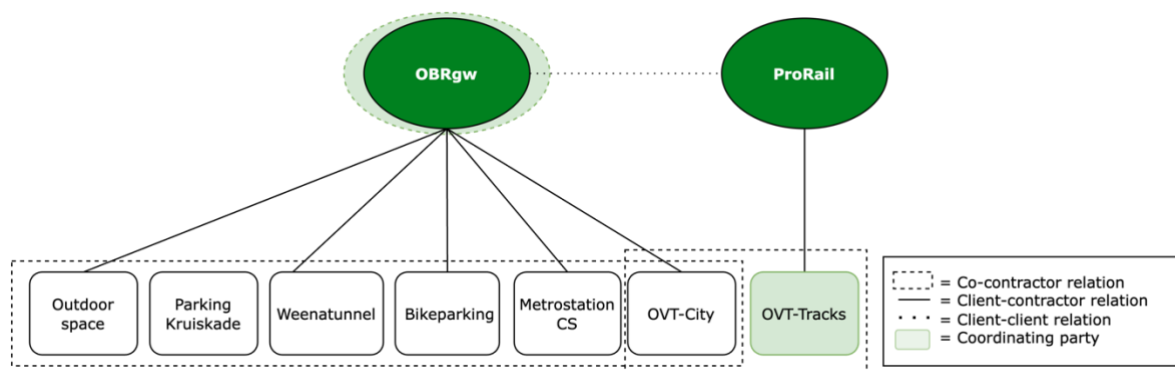 OBRgw
ProRail
Outdoor
space
Parking
Kruiskade
Weenatunnel
Bikeparking
Metrostation
CS
OVT-City
OVT-Tracks
= Co-contractor relation
= Client-contractor relation
= Client-client relation
= Coordinating party